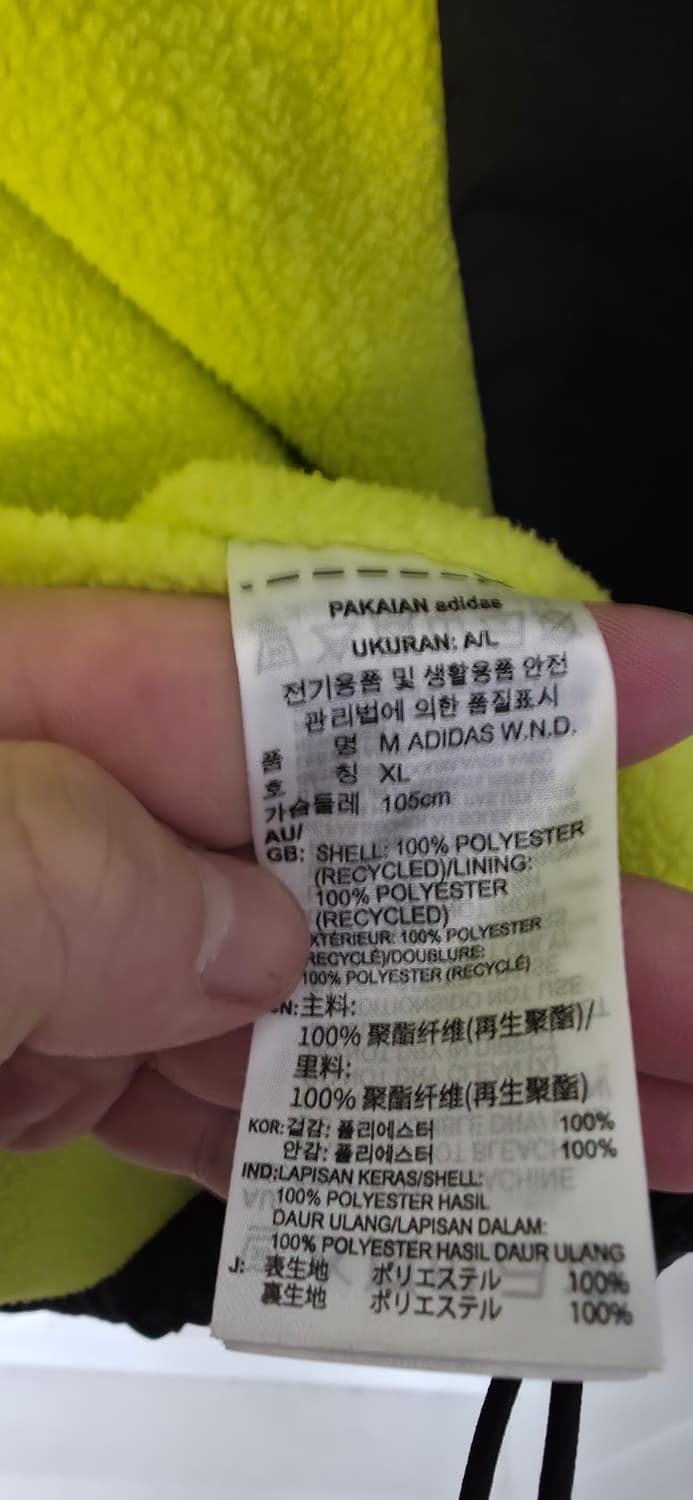 PAKAIAN adidas
UKURAN: A/L
전기용품 및 생활용품 안전
관리법에 의한 품질표시
품 명 M ADIDAS W.N.D.
호 칭 XL
가슴둘레 105cm
AU/
GB: SHELL: 100% POLYESTER
(RECYCLED)/LINING:
100% POLYESTER
(RECYCLED)
XTÉRIEUR: 100% POLYESTER
RECYCLÉ)/DOUBLURE:
100% POLYESTER (RECYCLÉ)
N: 主料:
100% 聚酯纤维(再生聚酯)/
里料:
100% 聚酯纤维(再生聚酯)
KOR: 겉감: 폴리에스터 100%
안감: 폴리에스터 100%
IND: LAPISAN KERAS/SHELL:
100% POLYESTER HASIL
DAUR ULANG/LAPISAN DALAM:
100% POLYESTER HASIL DAUR ULANG
J: 表生地 ポリエステル 100%
裏生地 ポリエステル 100%